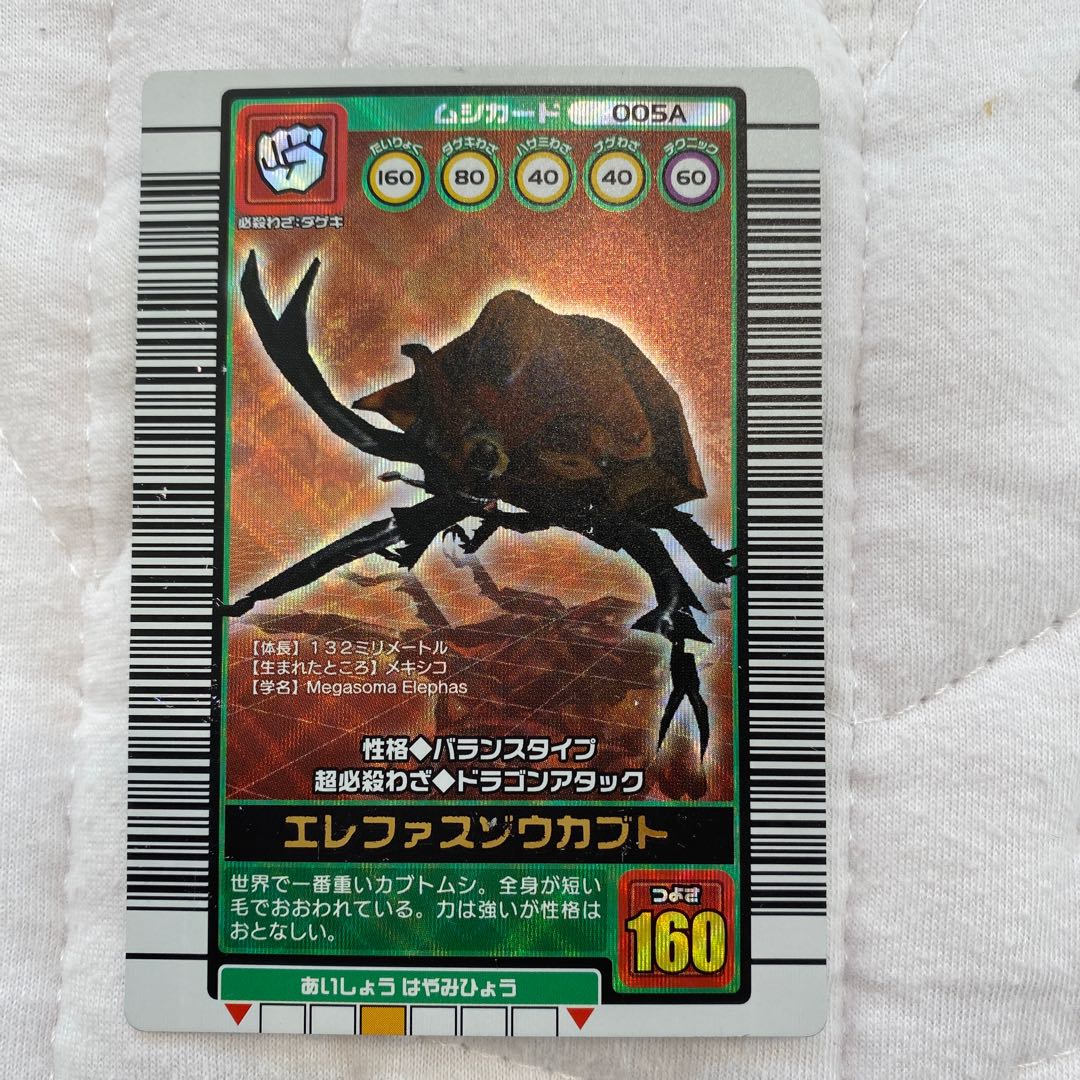 ムシカード 005A
たいりょく ダゲキわざ ハサミわざ ナゲわざ テクニック
160 80 40 40 60
必殺わざ:ダゲキ
【体長】132ミリメートル
【生まれたところ】メキシコ
【学名】Megasoma Elephas
性格◆バランスタイプ
超必殺わざ◆ドラゴンアタック
エレファスゾウカブト
世界で一番重いカブトムシ。全身が短い
毛でおおわれている。力は強いが性格は
おとなしい。
つよさ
160
あいしょう はやみひょう